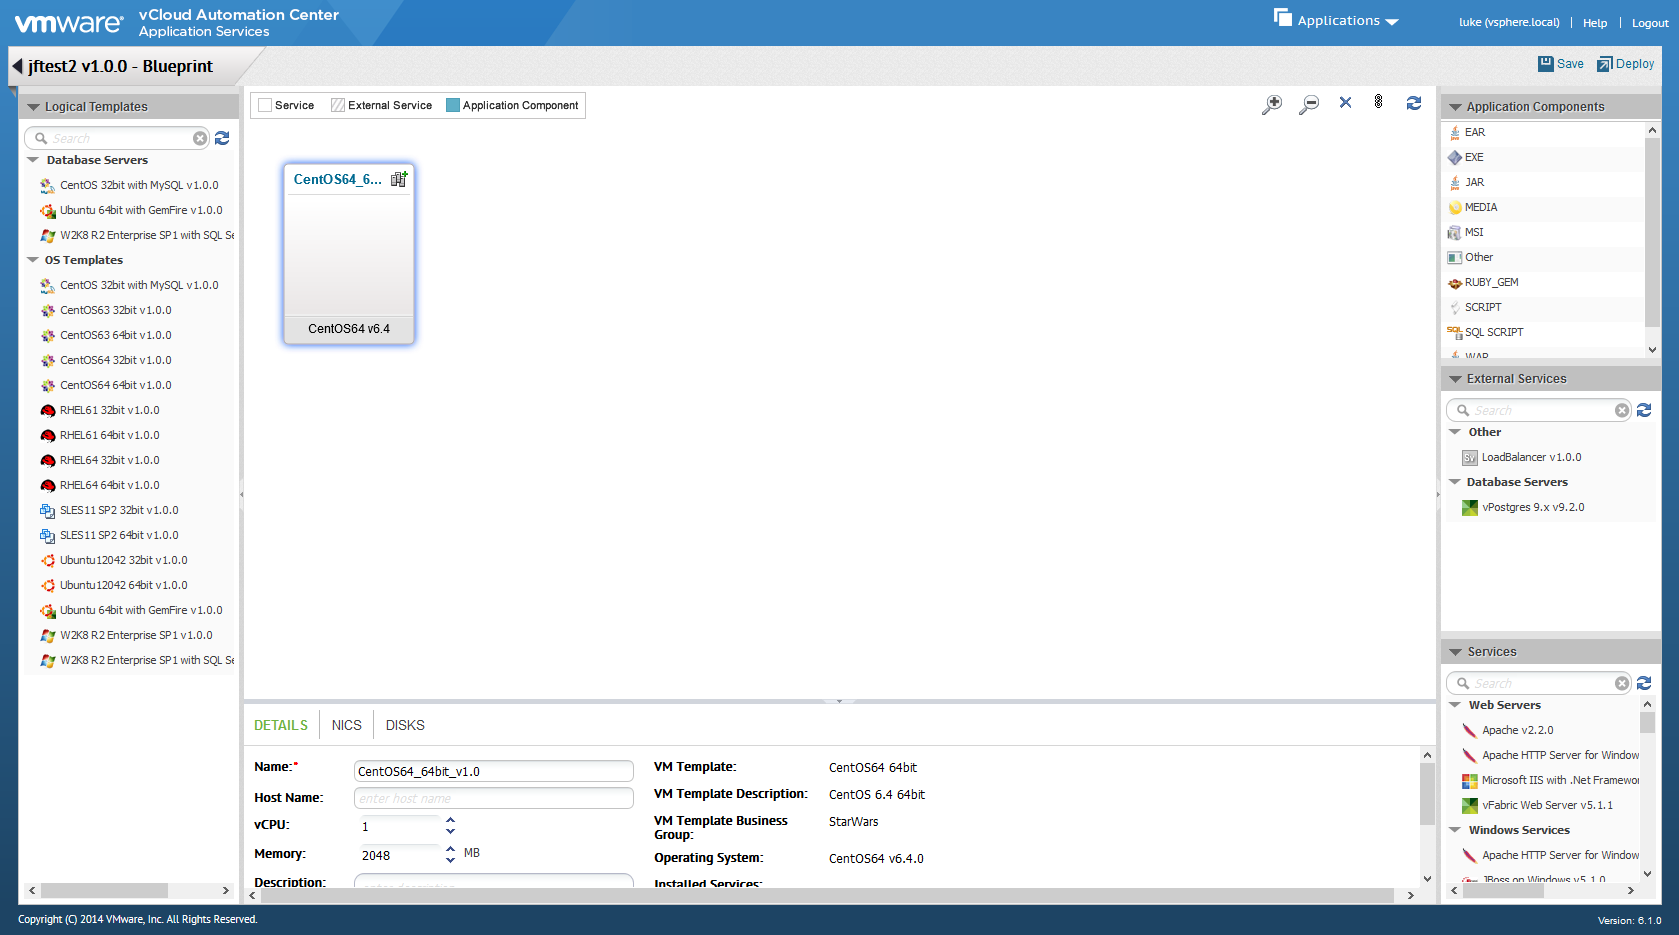 vmware®
vCloud Automation Center
Application Services
Applications
luke (vsphere.local) | Help | Logout
jftest2 v1.0.0 - Blueprint
Save
Deploy
Logical Templates
Search
Database Servers
CentOS 32bit with MySQL v1.0.0
Ubuntu 64bit with GemFire v1.0.0
W2K8 R2 Enterprise SP1 with SQL Se
OS Templates
CentOS 32bit with MySQL v1.0.0
CentOS63 32bit v1.0.0
CentOS63 64bit v1.0.0
CentOS64 32bit v1.0.0
CentOS64 64bit v1.0.0
RHEL61 32bit v1.0.0
RHEL61 64bit v1.0.0
RHEL64 32bit v1.0.0
RHEL64 64bit v1.0.0
SLES11 SP2 32bit v1.0.0
SLES11 SP2 64bit v1.0.0
Ubuntu12042 32bit v1.0.0
Ubuntu12042 64bit v1.0.0
Ubuntu 64bit with GemFire v1.0.0
W2K8 R2 Enterprise SP1 v1.0.0
W2K8 R2 Enterprise SP1 with SQL Se
Service
External Service
Application Component
CentOS64_6...
CentOS64 v6.4
DETAILS
NICS
DISKS
Name:*
CentOS64_64bit_v1.0
Host Name:
enter host name
vCPU:
1
Memory:
2048
MB
Description:
enter description
VM Template:
CentOS64 64bit
VM Template Description:
CentOS 6.4 64bit
VM Template Business
Group:
StarWars
Operating System:
CentOS64 v6.4.0
Installed Services:
Application Components
EAR
EXE
JAR
MEDIA
MSI
Other
RUBY_GEM
SCRIPT
SQL SCRIPT
WAR
External Services
Search
Other
LoadBalancer v1.0.0
Database Servers
vPostgres 9.x v9.2.0
Services
Search
Web Servers
Apache v2.2.0
Apache HTTP Server for Window
Microsoft IIS with .Net Framewor
vFabric Web Server v5.1.1
Windows Services
Apache HTTP Server for Window
JBoss on Windows v5.1.0
Copyright (C) 2014 VMware, Inc. All Rights Reserved.
Version: 6.1.0